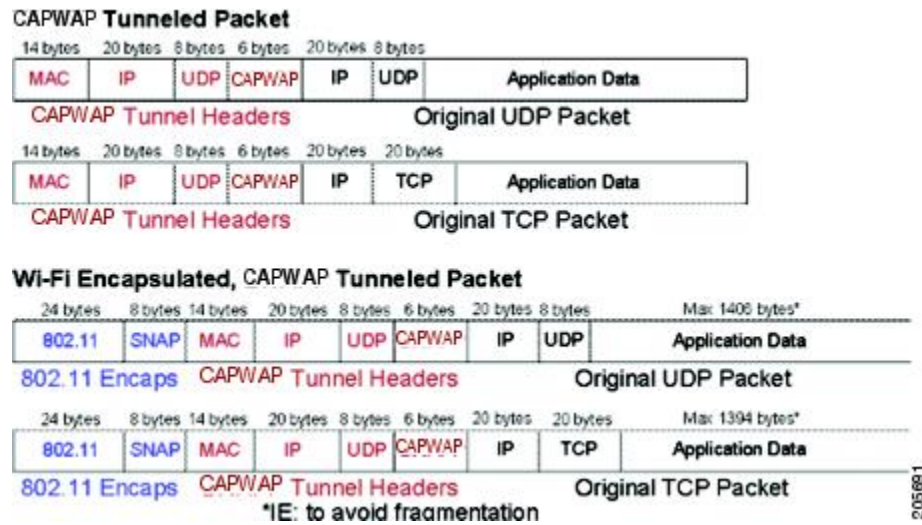 CAPWAP Tunneled Packet
14 bytes 20 bytes 8 bytes 6 bytes 20 bytes 8 bytes
MAC IP UDP CAPWAP IP UDP Application Data
CAPWAP Tunnel Headers Original UDP Packet
14 bytes 20 bytes 8 bytes 6 bytes 20 bytes 20 bytes
MAC IP UDP CAPWAP IP TCP Application Data
CAPWAP Tunnel Headers Original TCP Packet
Wi-Fi Encapsulated, CAPWAP Tunneled Packet
24 bytes 8 bytes 14 bytes 20 bytes 8 bytes 6 bytes 20 bytes 8 bytes Max 1406 bytes*
802.11 SNAP MAC IP UDP CAPWAP IP UDP Application Data
802.11 Encaps CAPWAP Tunnel Headers Original UDP Packet
24 bytes 8 bytes 14 bytes 20 bytes 8 bytes 6 bytes 20 bytes 20 bytes Max 1394 bytes*
802.11 SNAP MAC IP UDP CAPWAP IP TCP Application Data
802.11 Encaps CAPWAP Tunnel Headers Original TCP Packet
*IE: to avoid fragmentation
205691